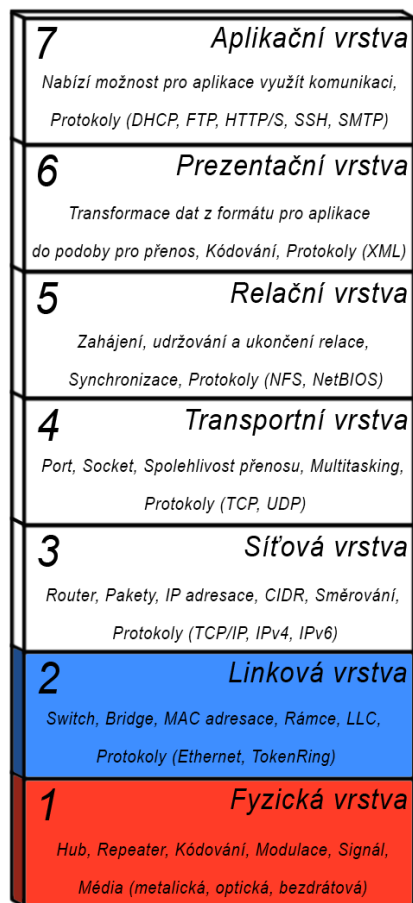 7 Aplikační vrstva
Nabízí možnost pro aplikace využít komunikaci,
Protokoly (DHCP, FTP, HTTP/S, SSH, SMTP)
6 Prezentační vrstva
Transformace dat z formátu pro aplikace
do podoby pro přenos, Kódování, Protokoly (XML)
5 Relační vrstva
Zahájení, udržování a ukončení relace,
Synchronizace, Protokoly (NFS, NetBIOS)
4 Transportní vrstva
Port, Socket, Spolehlivost přenosu, Multitasking,
Protokoly (TCP, UDP)
3 Síťová vrstva
Router, Pakety, IP adresace, CIDR, Směrování,
Protokoly (TCP/IP, IPv4, IPv6)
2 Linková vrstva
Switch, Bridge, MAC adresace, Rámce, LLC,
Protokoly (Ethernet, TokenRing)
1 Fyzická vrstva
Hub, Repeater, Kódování, Modulace, Signál,
Média (metalická, optická, bezdrátová)